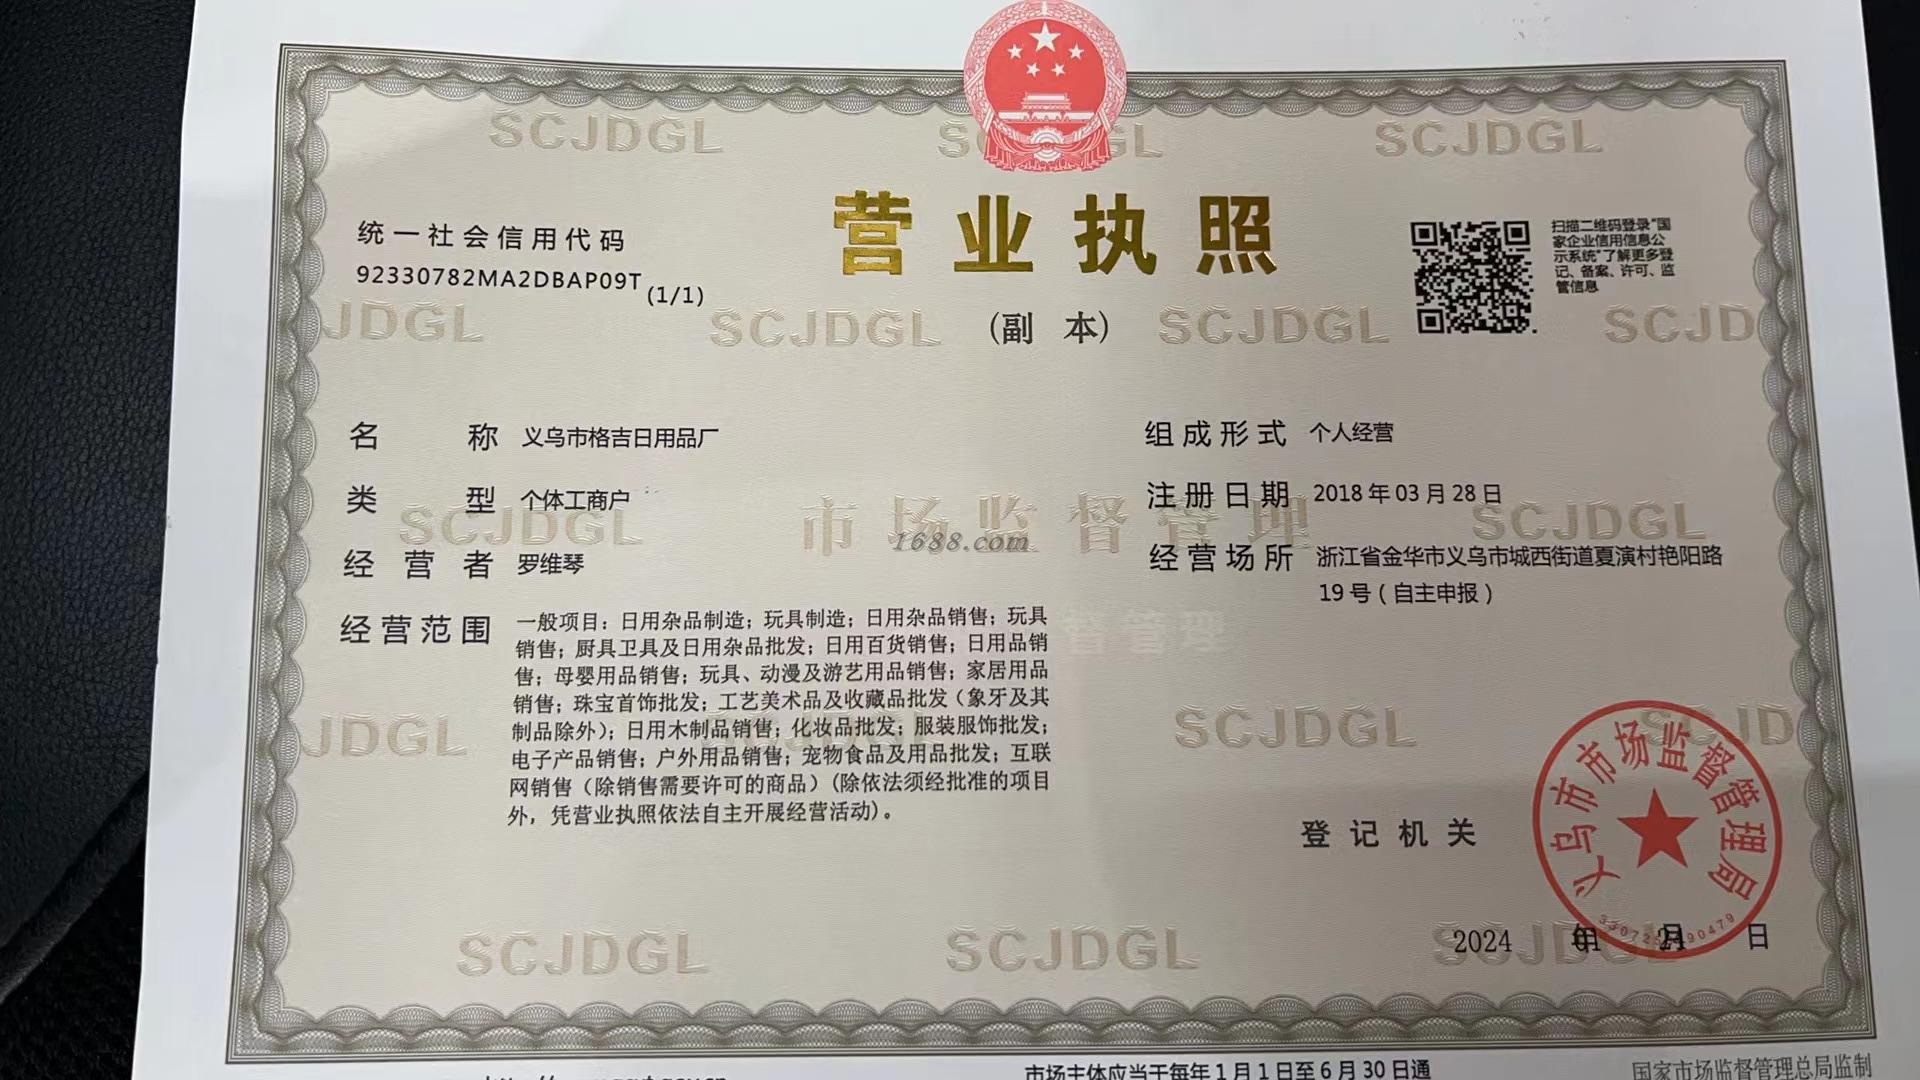 SCJDGL
SCJDGL
营业执照
(副 本)
统一社会信用代码
92330782MA2DBAP09T
(1/1)
扫描二维码登录“国
家企业信用信息公
示系统”了解更多登
记、备案、许可、监
管信息
JDGL
SCJDGL
SCJDGL
SCJD
名 称 义乌市格吉日用品厂
类 型 个体工商户
经 营 者 罗维琴
经营范围 一般项目：日用杂品制造；玩具制造；日用杂品销售；玩具
销售；厨具卫具及日用杂品批发；日用百货销售；日用品销
售；母婴用品销售；玩具、动漫及游艺用品销售；家居用品
销售；珠宝首饰批发；工艺美术品及收藏品批发（象牙及其
制品除外）；日用木制品销售；化妆品批发；服装服饰批发；
电子产品销售；户外用品销售；宠物食品及用品批发；互联
网销售（除销售需要许可的商品）(除依法须经批准的项目
外，凭营业执照依法自主开展经营活动)。
组成形式 个人经营
注册日期 2018 年 03 月 28 日
经营场所 浙江省金华市义乌市城西街道夏演村艳阳路
19 号（自主申报）
SCJDGL
市场监督管理
SCJDGL
1688.com
督管理
JDGL
SCJDGL
SCJD
登记机关
义乌市市场监督管理局
2024 年 月 日
SCJDGL
SCJDGL
市场主体应当于每年 1 月 1 日至 6 月 30 日通
国家市场监督管理总局监制